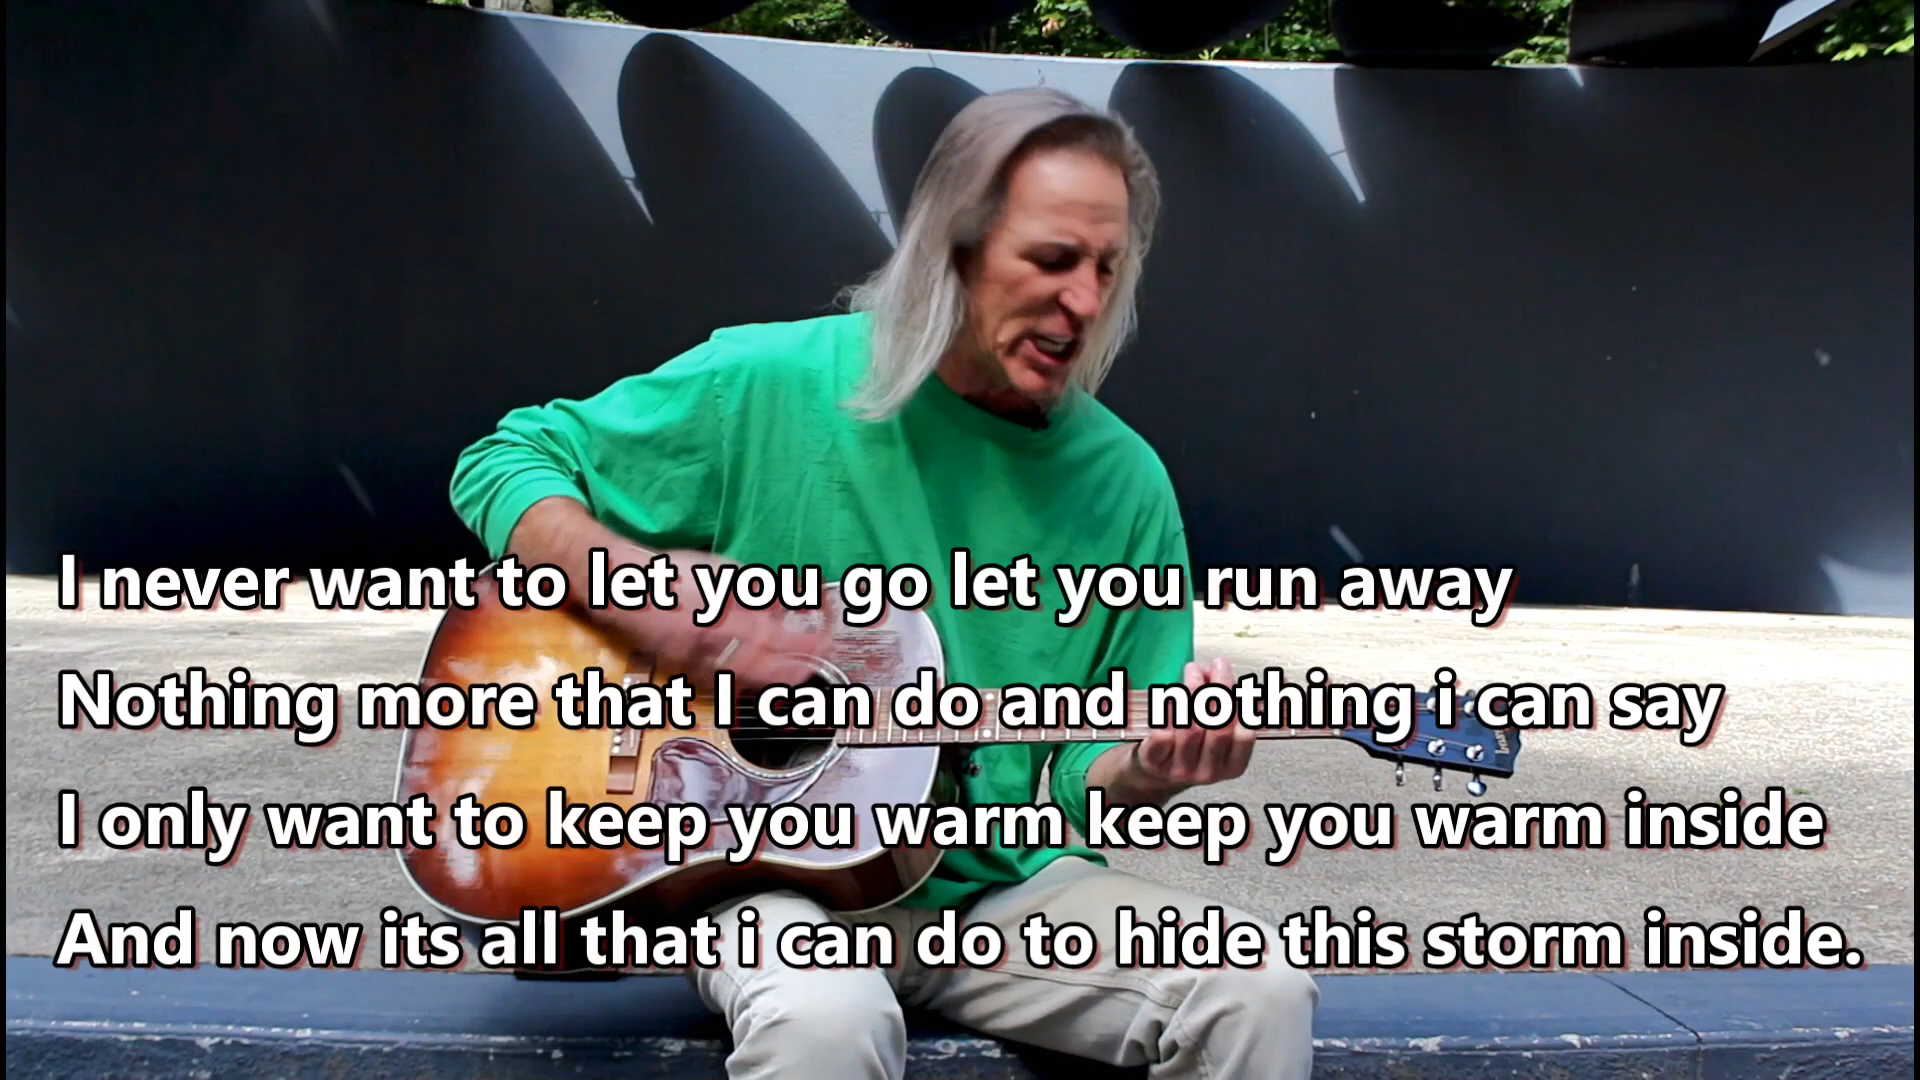 I never want to let you go let you run away
Nothing more that I can do and nothing i can say
I only want to keep you warm keep you warm inside
And now its all that i can do to hide this storm inside.